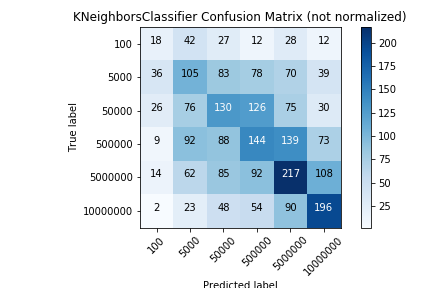 KNeighborsClassifier Confusion Matrix (not normalized)
True label
100 18 42 27 12 28 12
5000 36 105 83 78 70 39
50000 26 76 130 126 75 30
500000 9 92 88 144 139 73
5000000 14 62 85 92 217 108
10000000 2 23 48 54 90 196
100 5000 50000 500000 5000000 10000000
Predicted label
200
175
150
125
100
75
50
25